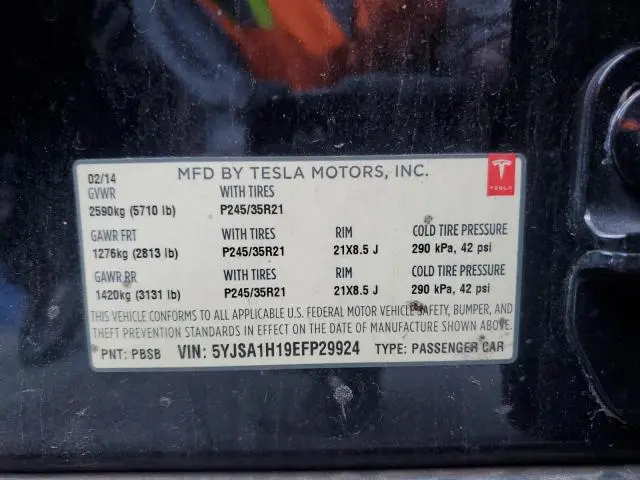 02/14 MFD BY TESLA MOTORS, INC.
TESLA
GVWR WITH TIRES
2590kg (5710 lb) P245/35R21
GAWR FRT WITH TIRES RIM COLD TIRE PRESSURE
1276kg (2813 lb) P245/35R21 21X8.5 J 290 kPa, 42 psi
GAWR RR WITH TIRES RIM COLD TIRE PRESSURE
1420kg (3131 lb) P245/35R21 21X8.5 J 290 kPa, 42 psi
THIS VEHICLE CONFORMS TO ALL APPLICABLE U.S. FEDERAL MOTOR VEHICLE SAFETY, BUMPER, AND
THEFT PREVENTION STANDARDS IN EFFECT ON THE DATE OF MANUFACTURE SHOWN ABOVE.
PNT: PBSB VIN: 5YJSA1H19EFP29924 TYPE: PASSENGER CAR